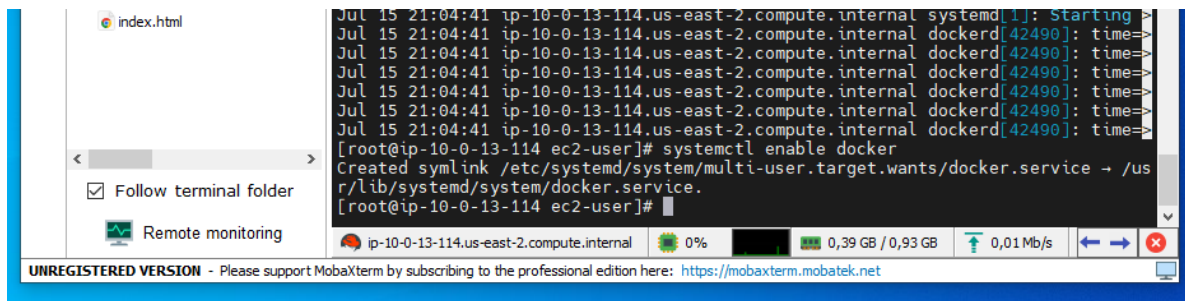 index.html
Follow terminal folder
Remote monitoring
Jul 15 21:04:41 ip-10-0-13-114.us-east-2.compute.internal systemd[1]: Starting >
Jul 15 21:04:41 ip-10-0-13-114.us-east-2.compute.internal dockerd[42490]: time=>
Jul 15 21:04:41 ip-10-0-13-114.us-east-2.compute.internal dockerd[42490]: time=>
Jul 15 21:04:41 ip-10-0-13-114.us-east-2.compute.internal dockerd[42490]: time=>
Jul 15 21:04:41 ip-10-0-13-114.us-east-2.compute.internal dockerd[42490]: time=>
Jul 15 21:04:41 ip-10-0-13-114.us-east-2.compute.internal dockerd[42490]: time=>
Jul 15 21:04:41 ip-10-0-13-114.us-east-2.compute.internal dockerd[42490]: time=>
[root@ip-10-0-13-114 ec2-user]# systemctl enable docker
Created symlink /etc/systemd/system/multi-user.target.wants/docker.service → /us
r/lib/systemd/system/docker.service.
[root@ip-10-0-13-114 ec2-user]#
ip-10-0-13-114.us-east-2.compute.internal 0% 0,39 GB / 0,93 GB 0,01 Mb/s
UNREGISTERED VERSION - Please support MobaXterm by subscribing to the professional edition here: https://mobaxterm.mobatek.net